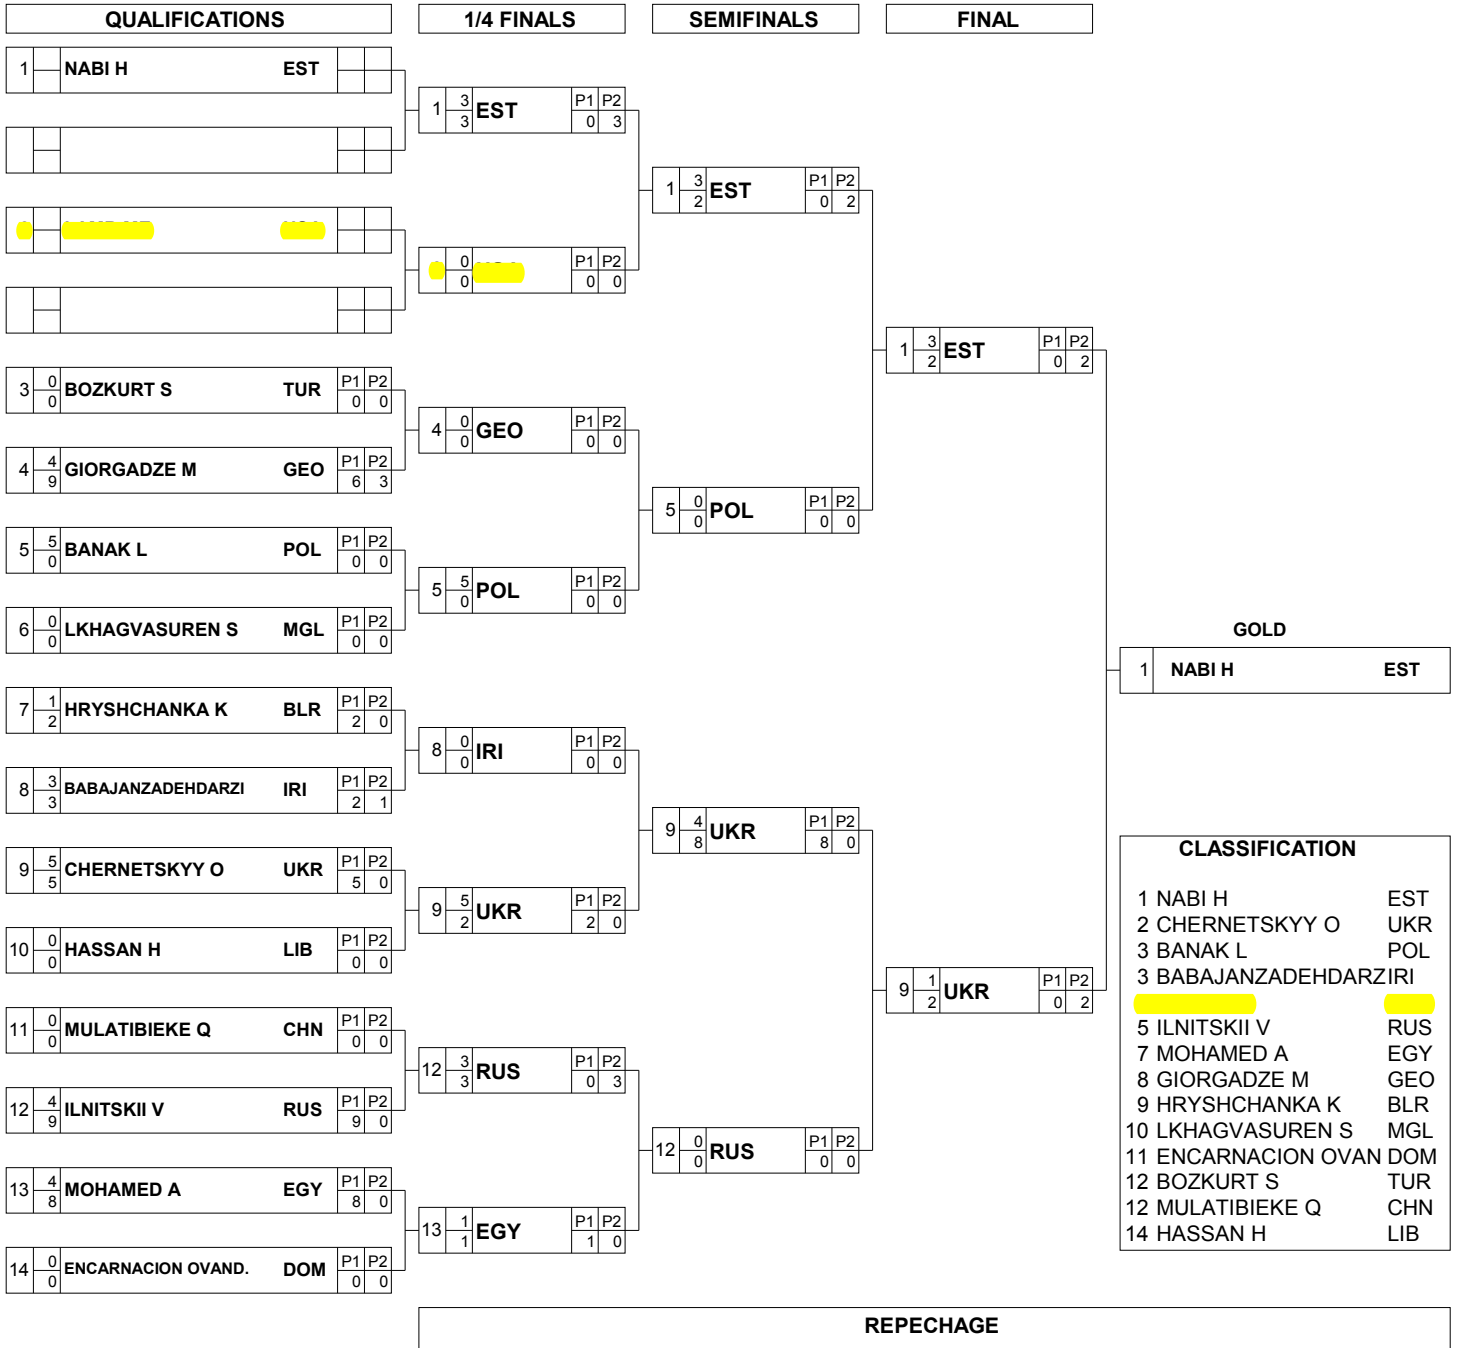 QUALIFICATIONS 1/4 FINALS SEMIFINALS FINAL
1 NABI H EST
1 3 3 EST P1 P2 0 3
1 3 2 EST P1 P2 0 2
0 0 P1 P2 0 0
1 3 2 EST P1 P2 0 2
3 0 0 BOZKURT S TUR P1 P2 0 0
4 0 0 GEO P1 P2 0 0
4 4 9 GIORGADZE M GEO P1 P2 6 3
5 0 0 POL P1 P2 0 0
5 5 0 BANAK L POL P1 P2 0 0
5 5 0 POL P1 P2 0 0
6 0 0 LKHAGVASUREN S MGL P1 P2 0 0
GOLD
1 NABI H EST
7 1 2 HRYSHCHANKA K BLR P1 P2 2 0
8 0 0 IRI P1 P2 0 0
8 3 3 BABAJANZADEHDARZI IRI P1 P2 2 1
9 4 8 UKR P1 P2 8 0
9 5 5 CHERNETSKYY O UKR P1 P2 5 0
9 5 2 UKR P1 P2 2 0
10 0 0 HASSAN H LIB P1 P2 0 0
9 1 2 UKR P1 P2 0 2
11 0 0 MULATIBIEKE Q CHN P1 P2 0 0
12 3 3 RUS P1 P2 0 3
12 4 9 ILNITSKII V RUS P1 P2 9 0
12 0 0 RUS P1 P2 0 0
13 4 8 MOHAMED A EGY P1 P2 8 0
13 1 1 EGY P1 P2 1 0
14 0 0 ENCARNACION OVAND. DOM P1 P2 0 0
CLASSIFICATION
1 NABI H EST
2 CHERNETSKYY O UKR
3 BANAK L POL
3 BABAJANZADEHDARZIRI
5 ILNITSKII V RUS
7 MOHAMED A EGY
8 GIORGADZE M GEO
9 HRYSHCHANKA K BLR
10 LKHAGVASUREN S MGL
11 ENCARNACION OVAN DOM
12 BOZKURT S TUR
12 MULATIBIEKE Q CHN
14 HASSAN H LIB
REPECHAGE